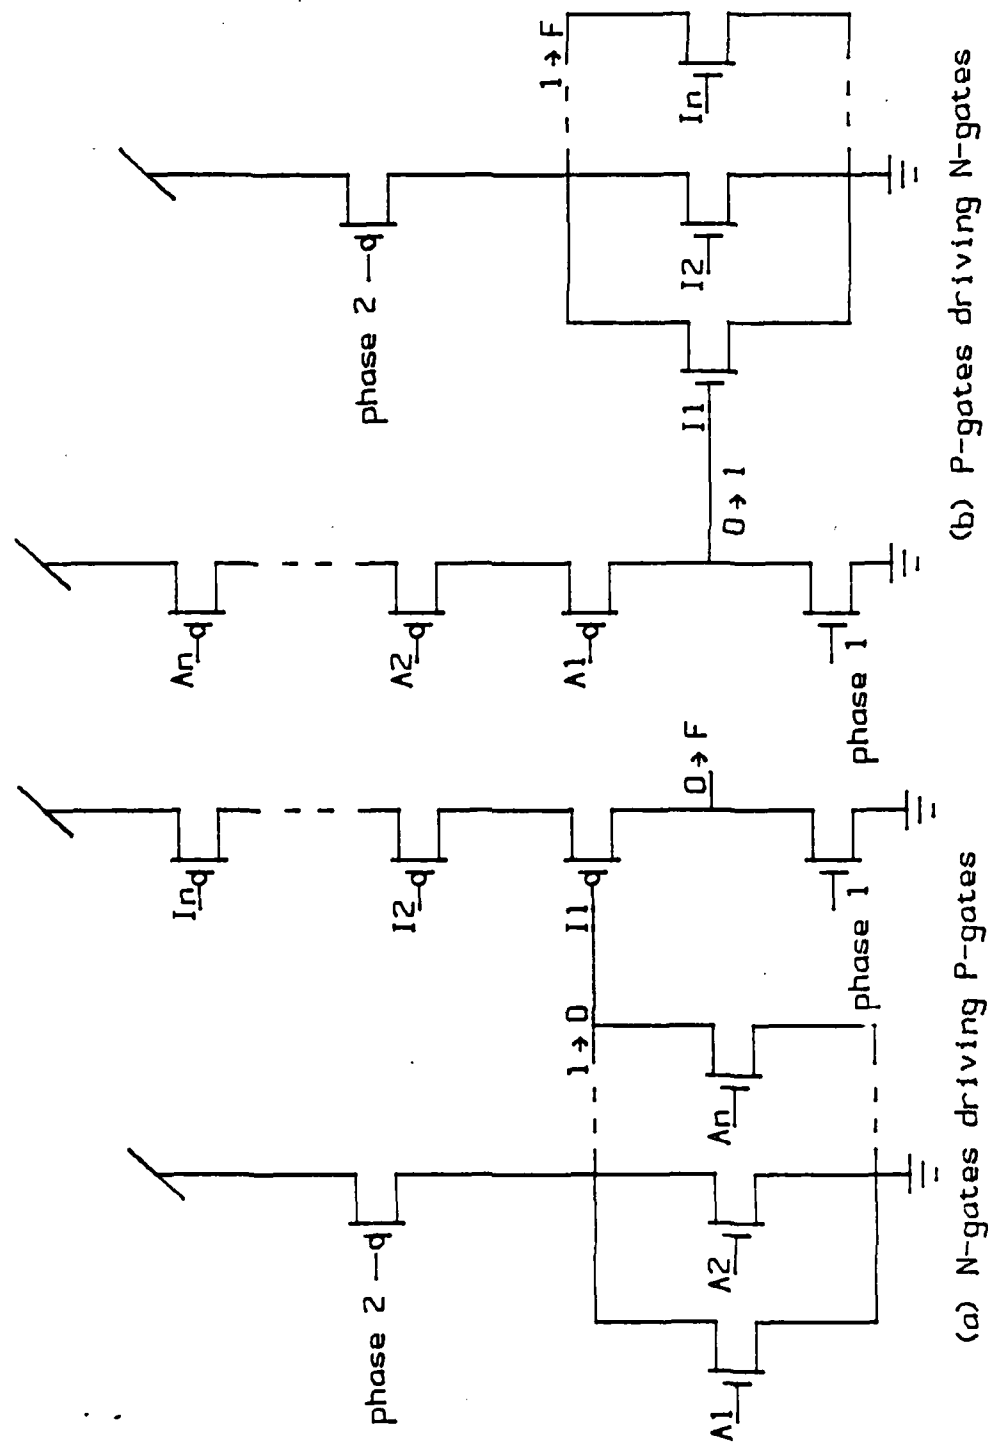 phase 2
A1
A2
An
1→0
I1
I2
In
0→F
phase 1
(a) N-gates driving P-gates
An
A2
A1
phase 1
0→1
I1
phase 2
I2
In
1→F
(b) P-gates driving N-gates